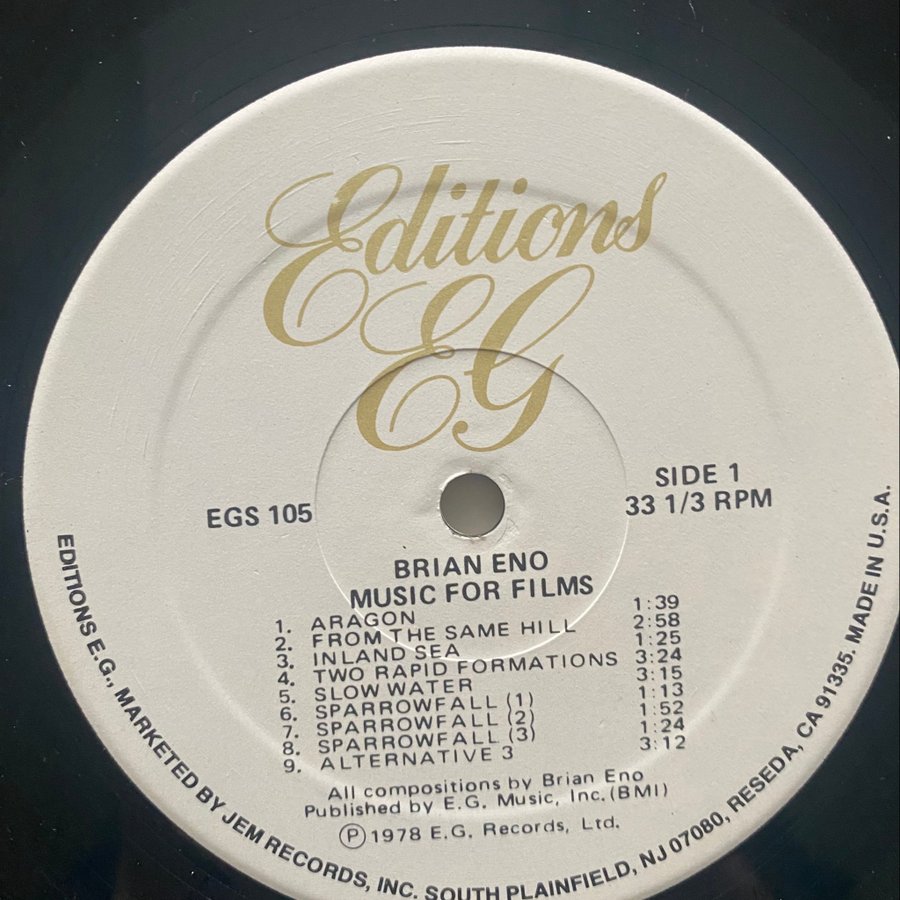 Editions
EG
EGS 105
SIDE 1
33 1/3 RPM
BRIAN ENO
MUSIC FOR FILMS
1. ARAGON 1:39
2. FROM THE SAME HILL 2:58
3. INLAND SEA 1:25
4. TWO RAPID FORMATIONS 3:24
5. SLOW WATER 3:15
6. SPARROWFALL (1) 1:13
7. SPARROWFALL (2) 1:52
8. SPARROWFALL (3) 1:24
9. ALTERNATIVE 3 3:12
All compositions by Brian Eno
Published by E.G. Music, Inc. (BMI)
Ⓟ 1978 E.G. Records, Ltd.
EDITIONS E.G., MARKETED BY JEM RECORDS, INC. SOUTH PLAINFIELD, NJ 07080, RESEDA, CA 91335. MADE IN U.S.A.